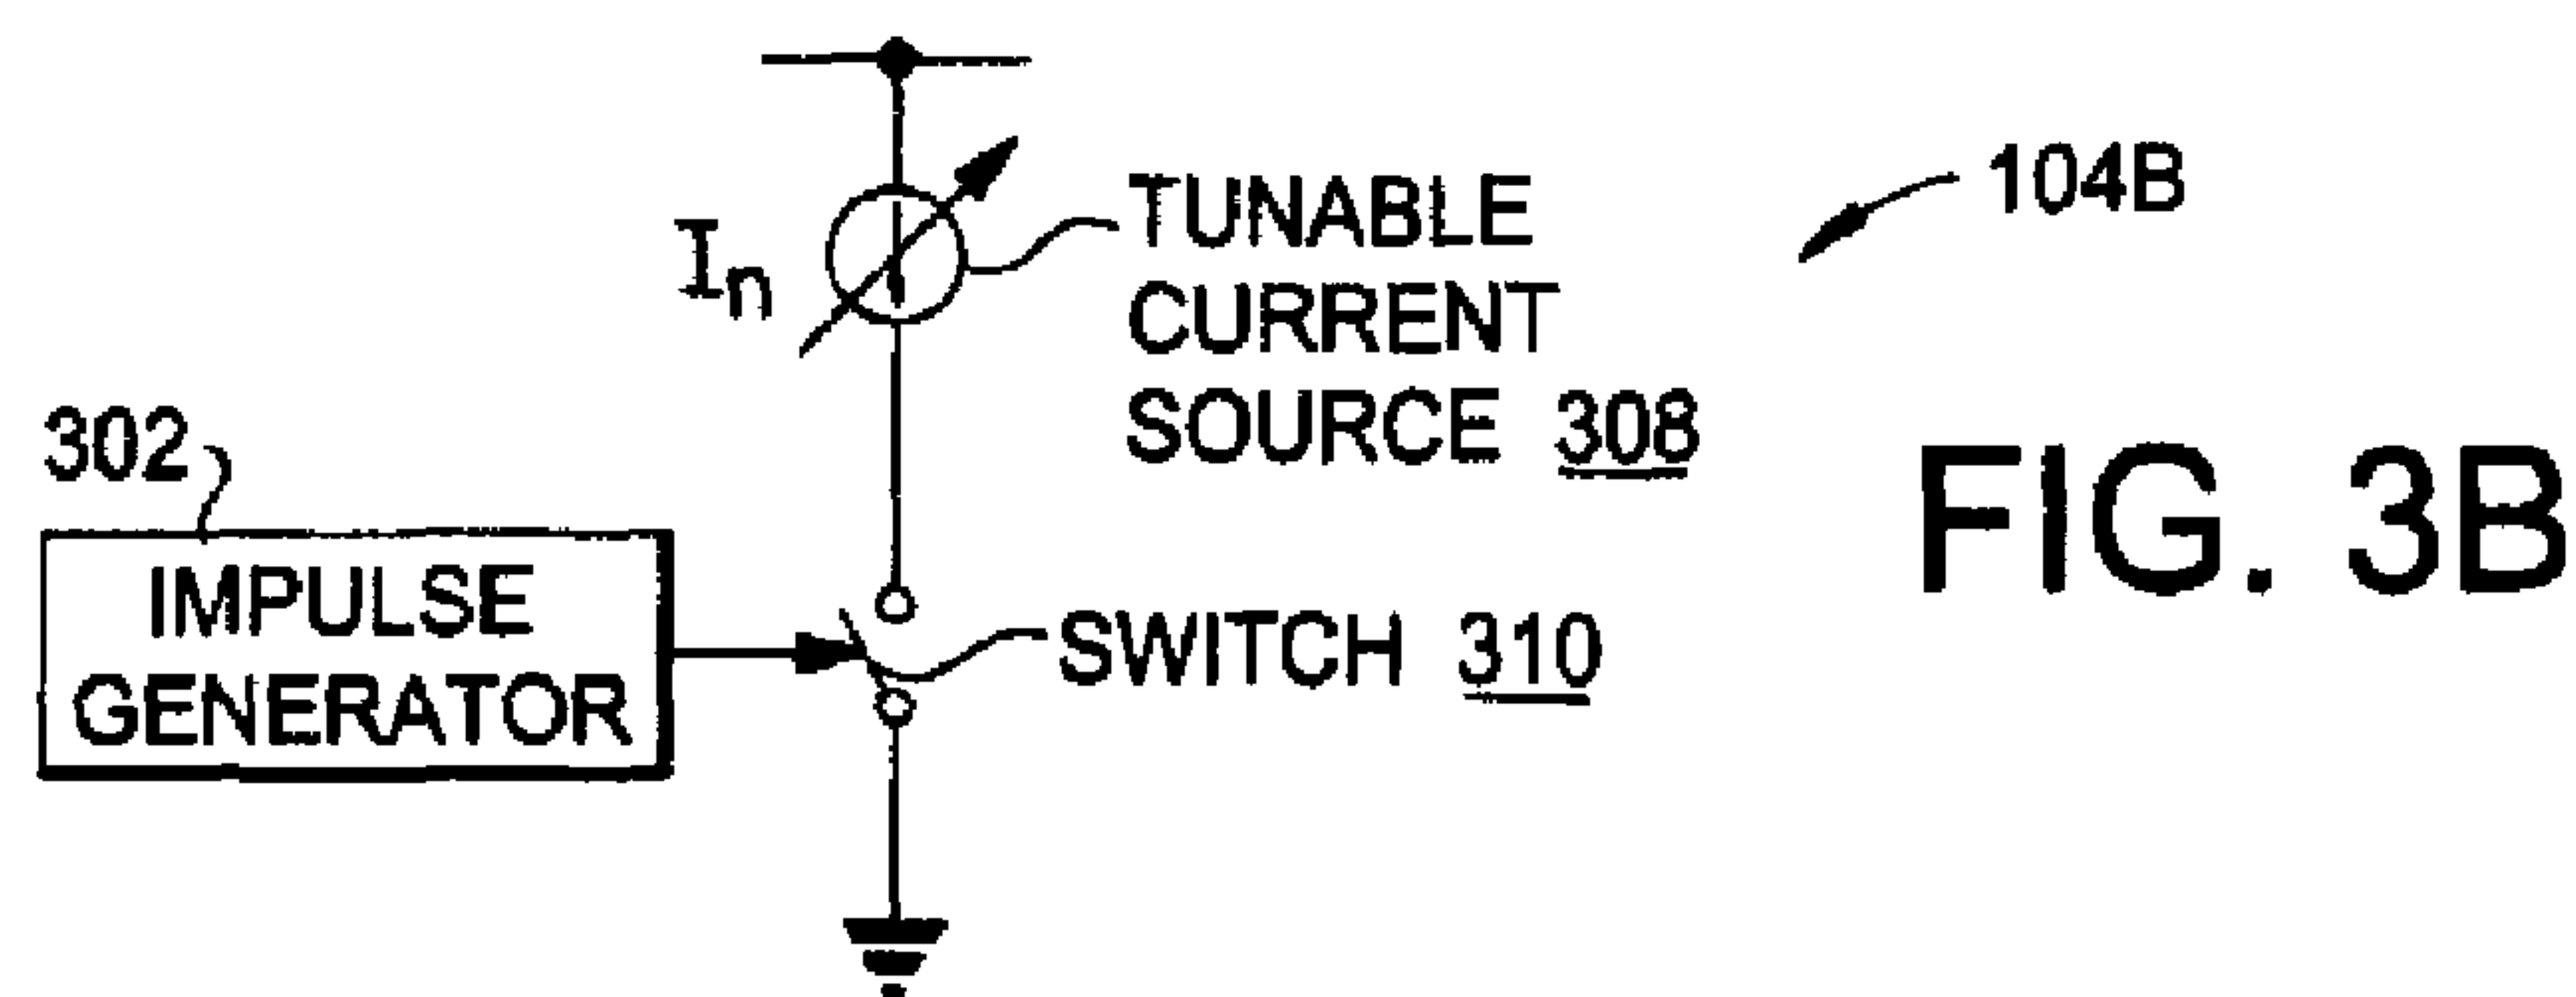 104B
TUNABLE
CURRENT
SOURCE 308
In
302
IMPULSE
GENERATOR
SWITCH 310
FIG. 3B